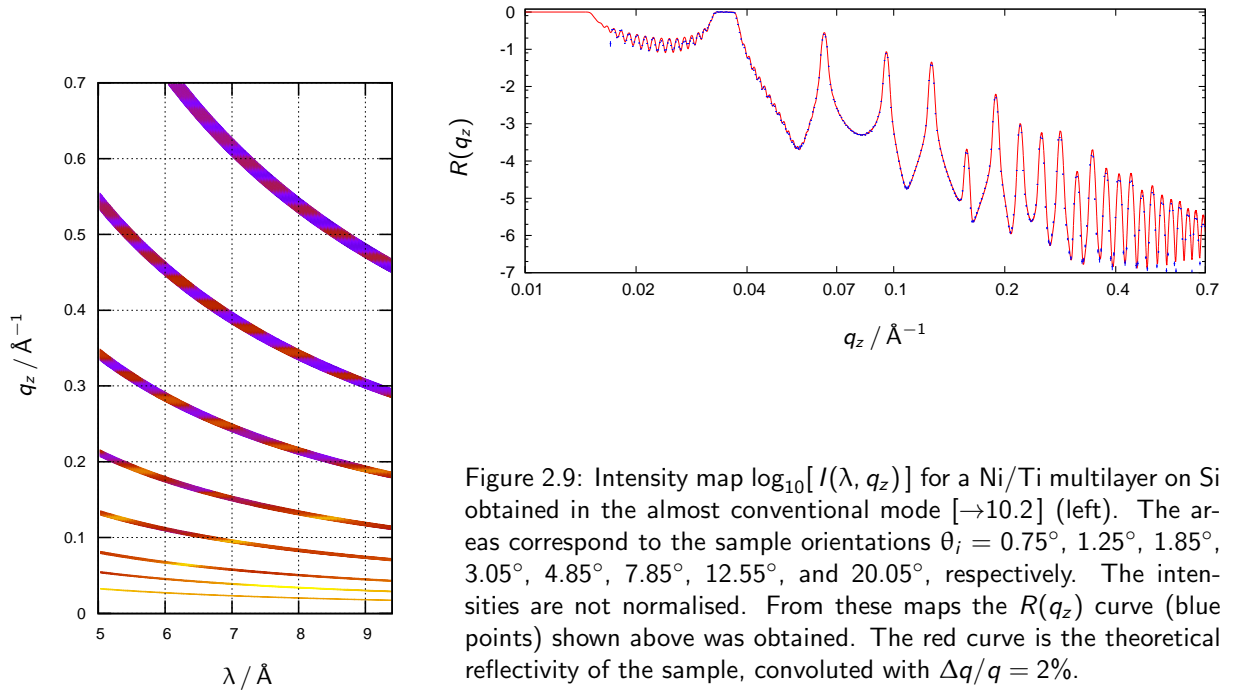 0.7
0.6
0.5
0.4
0.3
0.2
0.1
0
5 6 7 8 9
q_z / Å⁻¹
λ / Å
0
-1
-2
-3
-4
-5
-6
-7
0.01 0.02 0.04 0.07 0.1 0.2 0.4 0.7
R(q_z)
q_z / Å⁻¹
Figure 2.9: Intensity map log₁₀[ I(λ, q_z) ] for a Ni/Ti multilayer on Si
obtained in the almost conventional mode [→10.2] (left). The ar-
eas correspond to the sample orientations θ_i = 0.75°, 1.25°, 1.85°,
3.05°, 4.85°, 7.85°, 12.55°, and 20.05°, respectively. The inten-
sities are not normalised. From these maps the R(q_z) curve (blue
points) shown above was obtained. The red curve is the theoretical
reflectivity of the sample, convoluted with Δq/q = 2%.